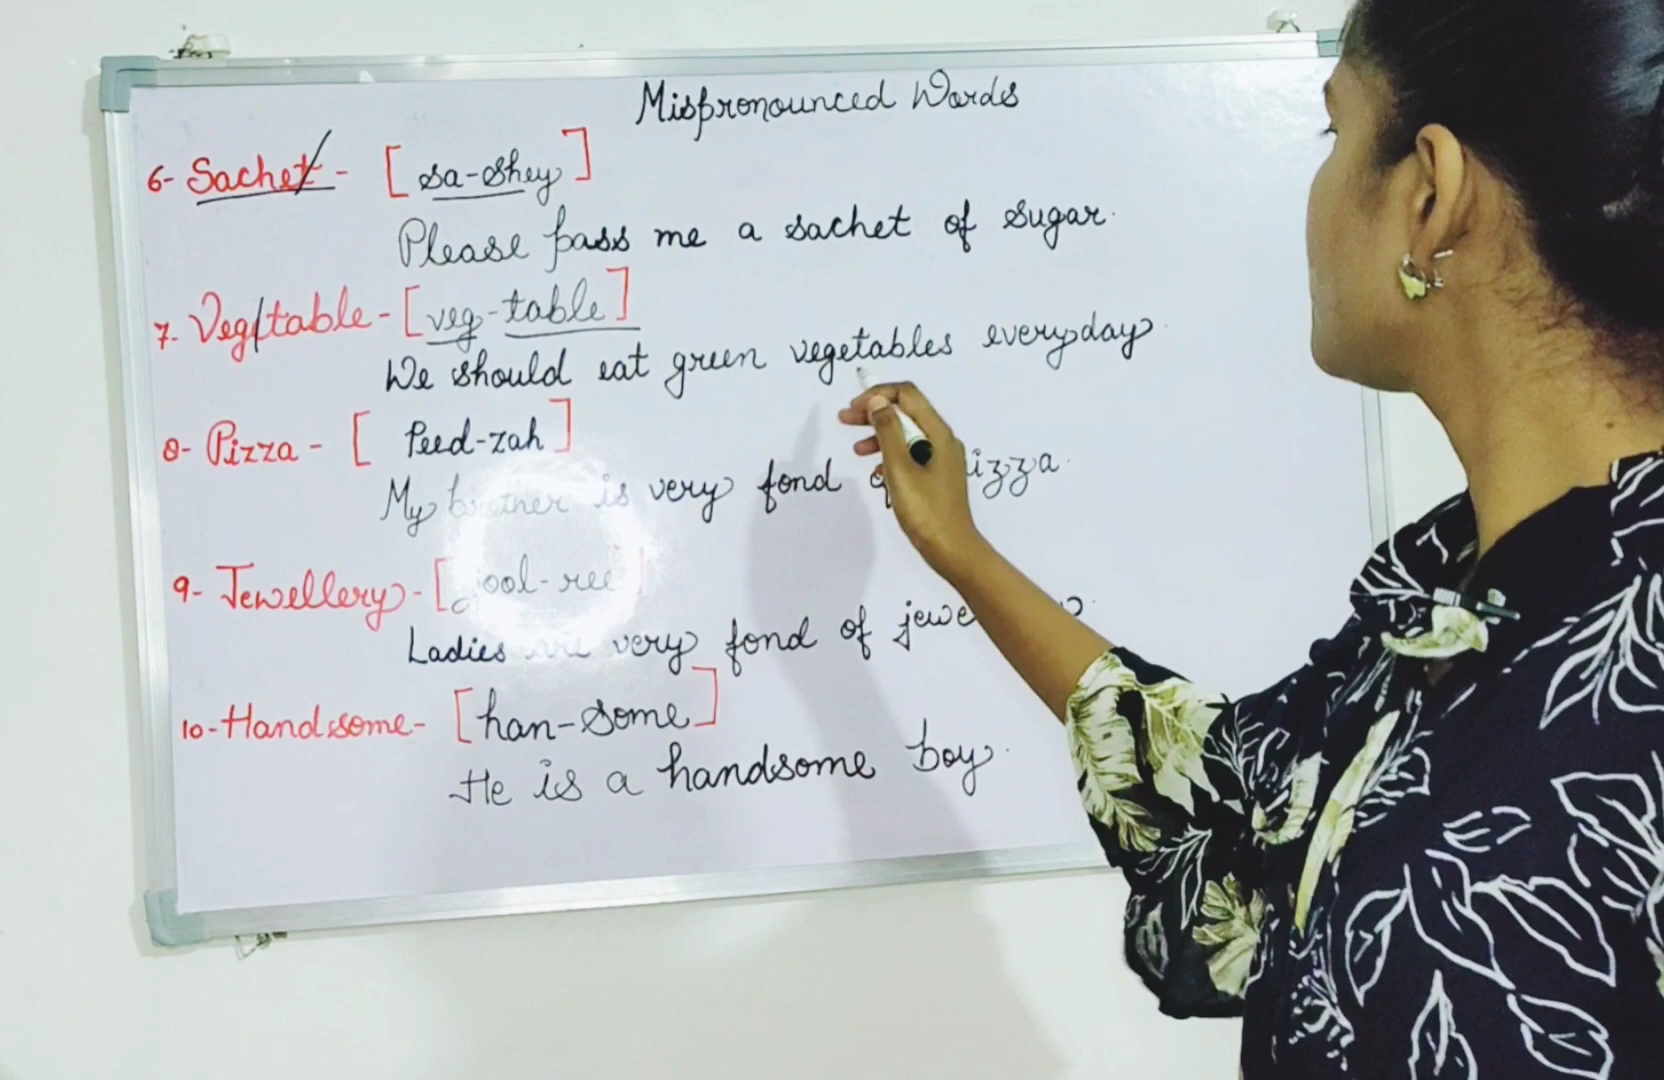 Mispronounced Words
6- Sachet - [sa-shey]
Please pass me a sachet of sugar.
7- Vegetable - [veg-table]
We should eat green vegetables everyday.
8- Pizza - [Peed-zah]
My brother is very fond of pizza.
9- Jewellery - [jool-ree]
Ladies are very fond of jewellery.
10- Handsome - [han-some]
He is a handsome boy.